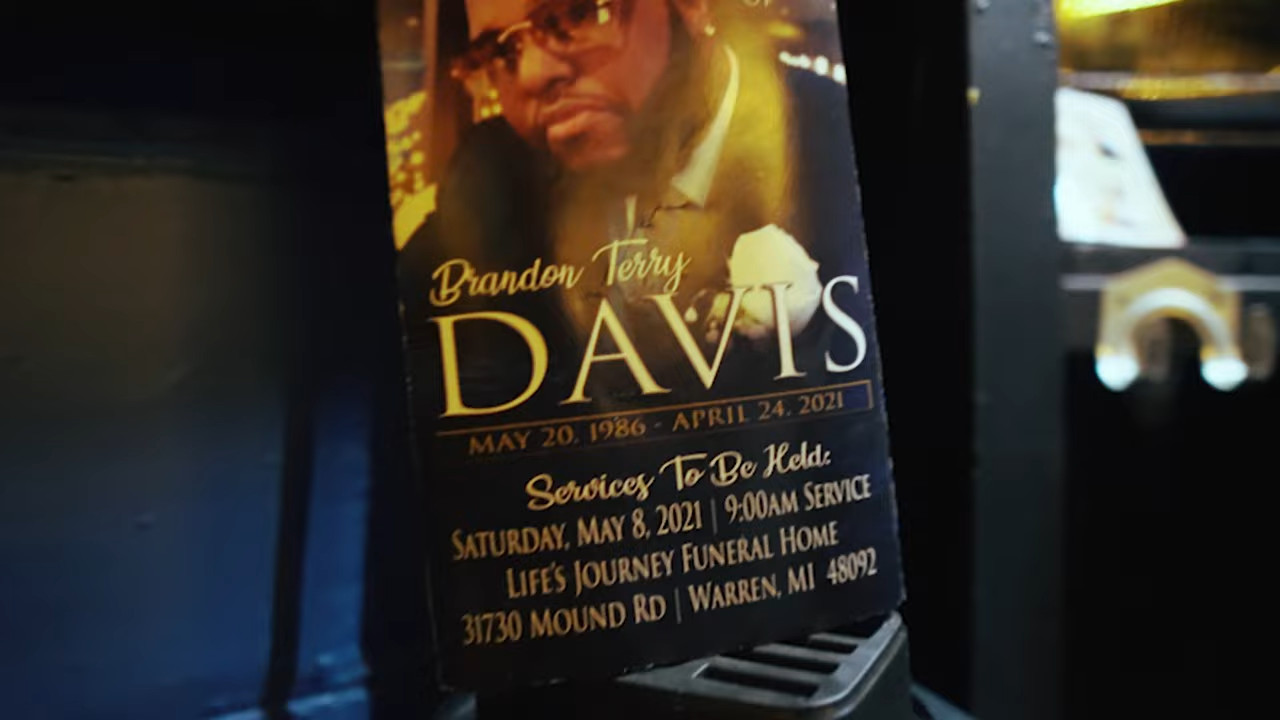 Brandon Terry
DAVIS
MAY 20, 1986 - APRIL 24, 2021
Services To Be Held:
SATURDAY, MAY 8, 2021 | 9:00AM SERVICE
LIFE'S JOURNEY FUNERAL HOME
31730 MOUND RD | WARREN, MI 48092